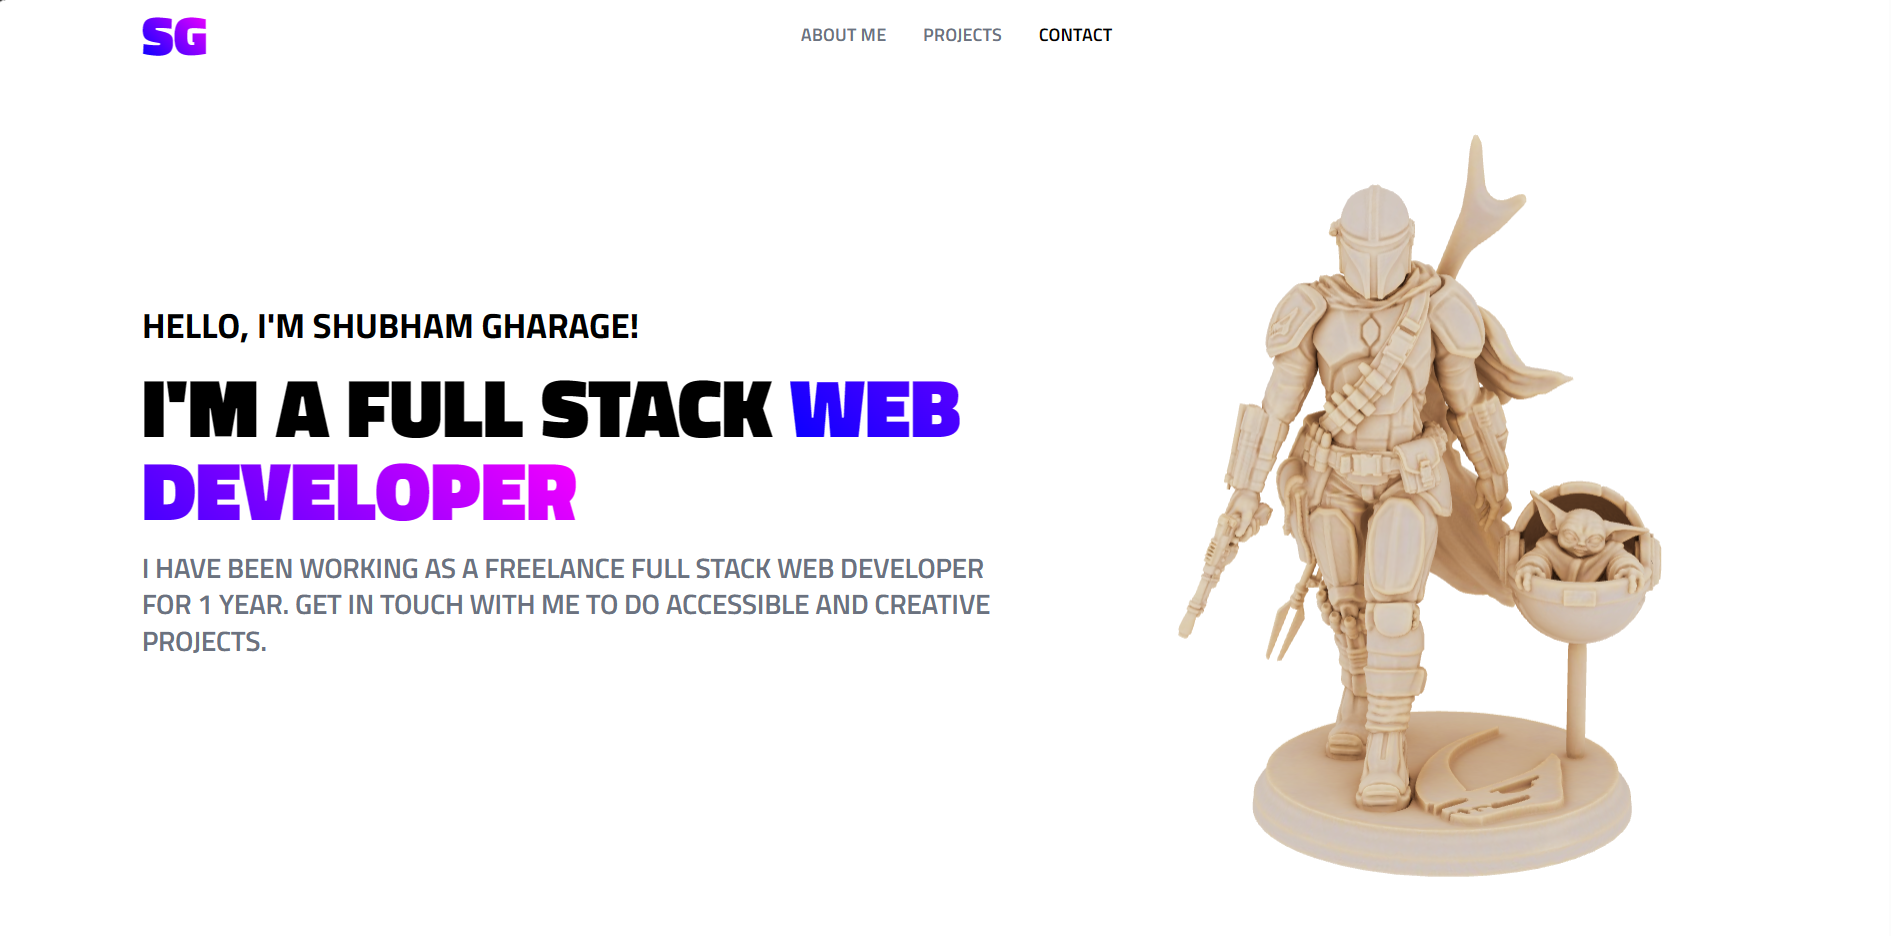 SG
ABOUT ME PROJECTS CONTACT
HELLO, I'M SHUBHAM GHARAGE!
I'M A FULL STACK WEB
DEVELOPER
I HAVE BEEN WORKING AS A FREELANCE FULL STACK WEB DEVELOPER
FOR 1 YEAR. GET IN TOUCH WITH ME TO DO ACCESSIBLE AND CREATIVE
PROJECTS.